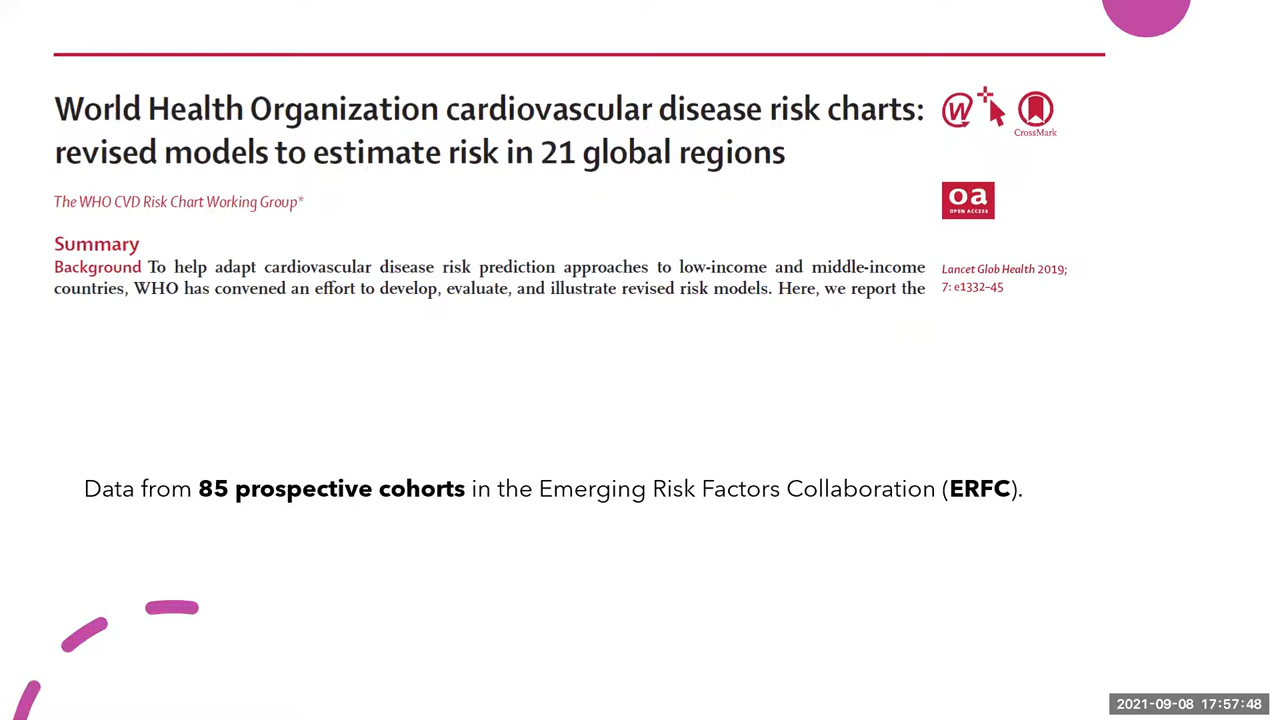 World Health Organization cardiovascular disease risk charts:
revised models to estimate risk in 21 global regions
W
CrossMark
The WHO CVD Risk Chart Working Group*
oa
OPEN ACCESS
Summary
Background To help adapt cardiovascular disease risk prediction approaches to low-income and middle-income
countries, WHO has convened an effort to develop, evaluate, and illustrate revised risk models. Here, we report the
Lancet Glob Health 2019;
7: e1332–45
Data from 85 prospective cohorts in the Emerging Risk Factors Collaboration (ERFC).
2021-09-08 17:57:48